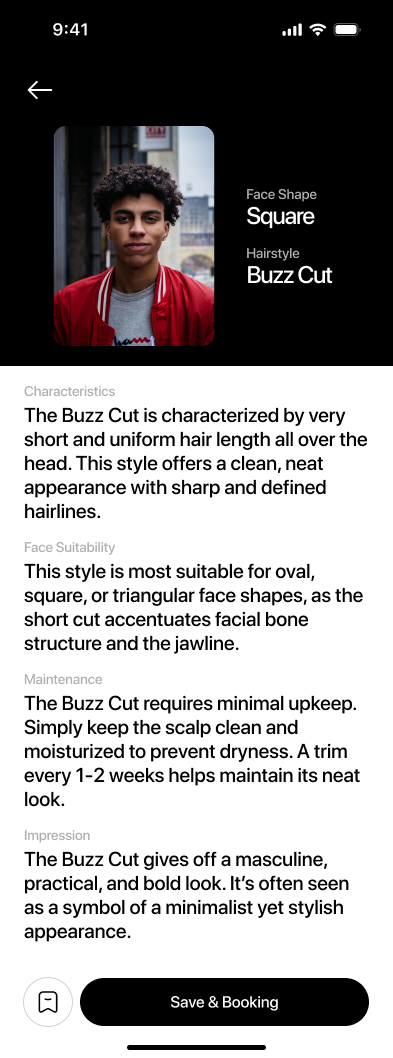 9:41
Face Shape
Square
Hairstyle
Buzz Cut
Characteristics
The Buzz Cut is characterized by very
short and uniform hair length all over the
head. This style offers a clean, neat
appearance with sharp and defined
hairlines.
Face Suitability
This style is most suitable for oval,
square, or triangular face shapes, as the
short cut accentuates facial bone
structure and the jawline.
Maintenance
The Buzz Cut requires minimal upkeep.
Simply keep the scalp clean and
moisturized to prevent dryness. A trim
every 1-2 weeks helps maintain its neat
look.
Impression
The Buzz Cut gives off a masculine,
practical, and bold look. It’s often seen
as a symbol of a minimalist yet stylish
appearance.
Save & Booking